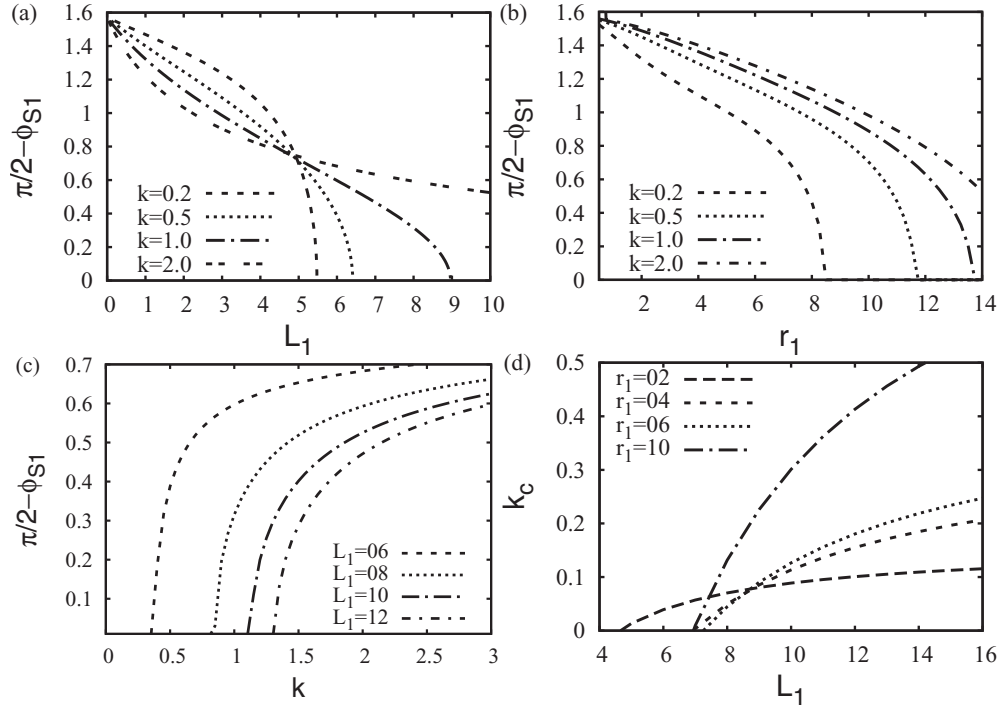 (a)
1.6
1.4
1.2
1
0.8
0.6
0.4
0.2
0
π/2−ϕS1
k=0.2
k=0.5
k=1.0
k=2.0
0 1 2 3 4 5 6 7 8 9 10
L1
(b)
1.6
1.4
1.2
1
0.8
0.6
0.4
0.2
0
π/2−ϕS1
k=0.2
k=0.5
k=1.0
k=2.0
2 4 6 8 10 12 14
r1
(c)
0.7
0.6
0.5
0.4
0.3
0.2
0.1
π/2−ϕS1
L1=06
L1=08
L1=10
L1=12
0 0.5 1 1.5 2 2.5 3
k
(d)
0.5
0.4
0.3
0.2
0.1
0
kc
r1=02
r1=04
r1=06
r1=10
4 6 8 10 12 14 16
L1